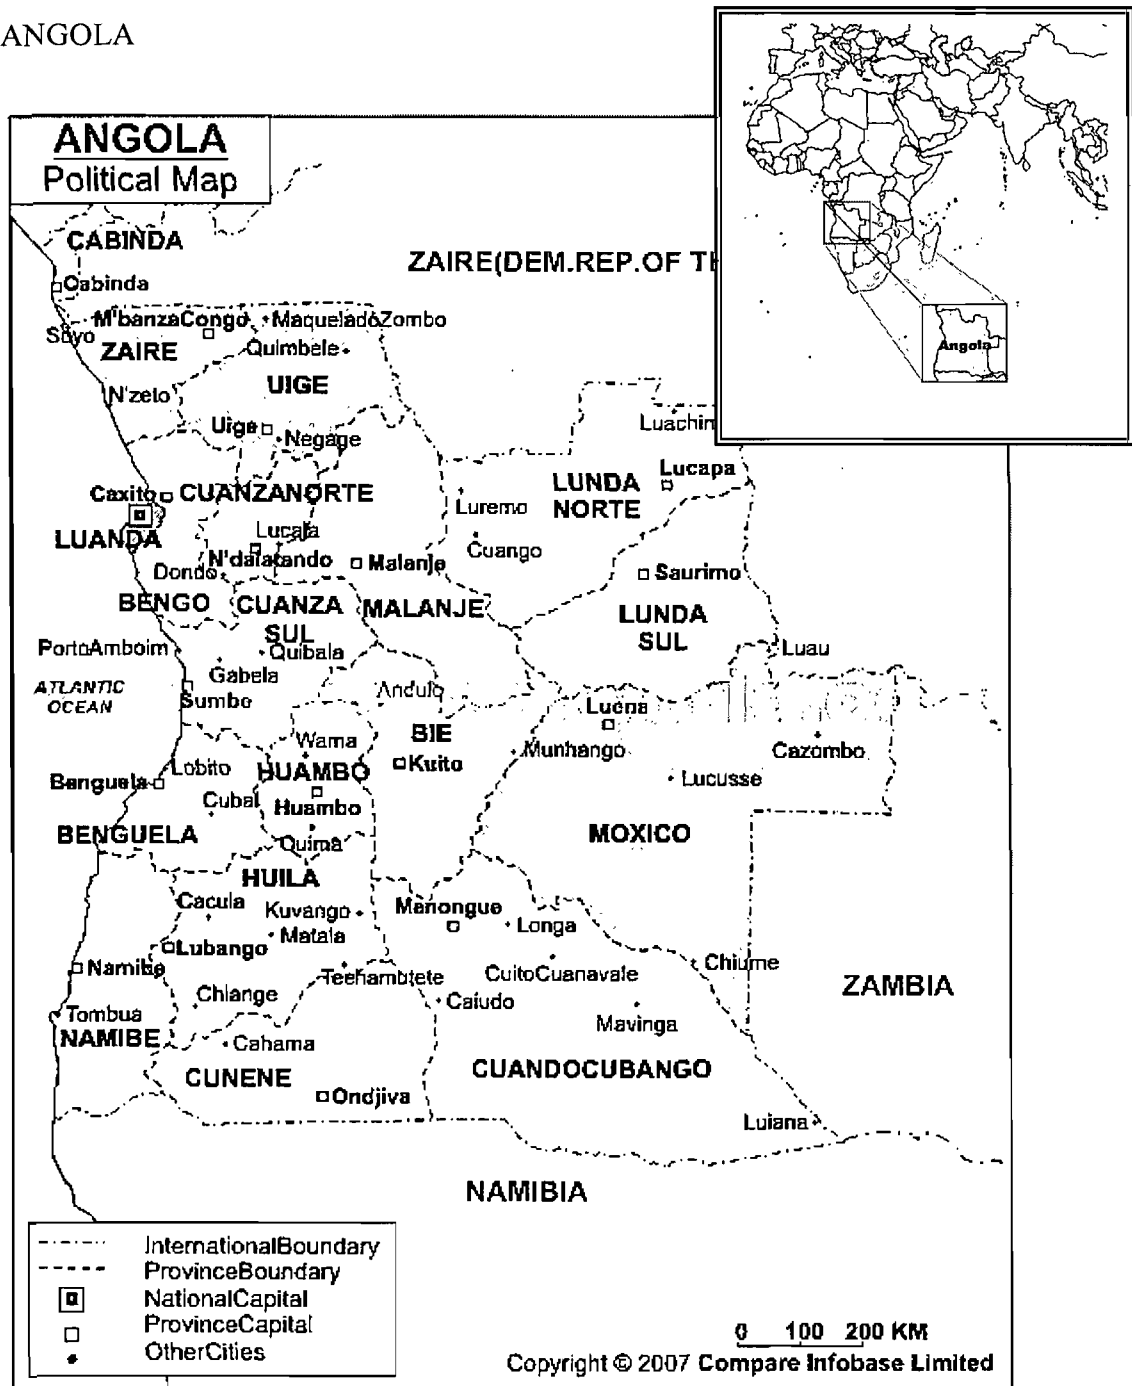 ANGOLA
ANGOLA
Political Map
CABINDA
ZAIRE(DEM.REP.OF TH
Cabinda
M'banzaCongo
MaqueladoZombo
Soyo
ZAIRE
Quimbele
Angola
UIGE
N'zeto
Luachim
Uige
Negage
Lucapa
LUNDA
NORTE
Caxito
CUANZANORTE
Luremo
LUANDA
Lucala
Cuango
N'dalatando
Malanje
Dondo
Saurimo
BENGO
CUANZA
SUL
MALANJE
LUNDA
SUL
PortoAmboim
Quibala
Luau
Gabela
ATLANTIC
OCEAN
Sumbe
Andulo
Luena
BIE
Wama
Munhango
Cazombo
Lobito
HUAMBO
Kuito
Benguela
Lucusse
Cubal
Huambo
BENGUELA
Quima
MOXICO
HUILA
Cacula
Kuvango
Menongue
Longa
Matala
Lubango
Namibe
Techamutete
CuitoCuanavale
Chiume
ZAMBIA
Chiange
Caiudo
Tombua
Mavinga
NAMIBE
Cahama
CUNENE
CUANDOCUBANGO
Ondjiva
Luiana
NAMIBIA
InternationalBoundary
ProvinceBoundary
NationalCapital
ProvinceCapital
OtherCities
0 100 200 KM
Copyright © 2007 Compare Infobase Limited